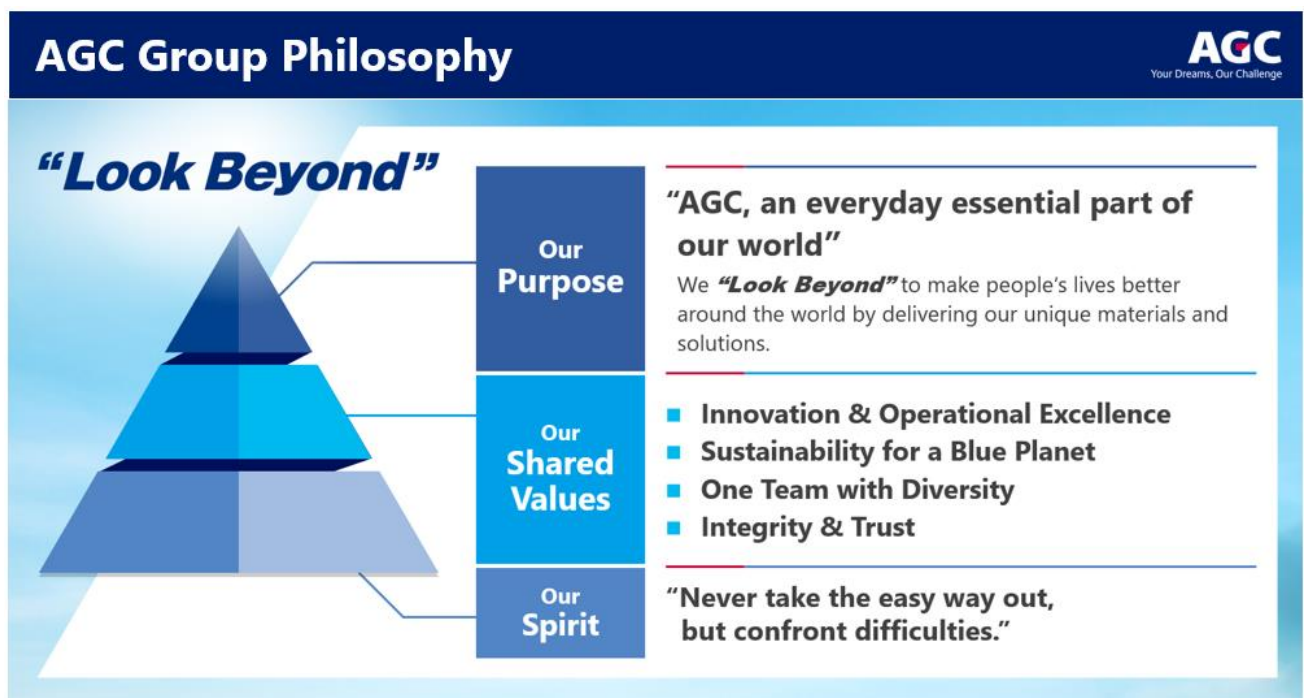 AGC Group Philosophy
AGC
Your Dreams, Our Challenge
“Look Beyond”
Our
Purpose
“AGC, an everyday essential part of
our world”
We “Look Beyond” to make people’s lives better
around the world by delivering our unique materials and
solutions.
Our
Shared
Values
Innovation & Operational Excellence
Sustainability for a Blue Planet
One Team with Diversity
Integrity & Trust
Our
Spirit
“Never take the easy way out,
but confront difficulties.”